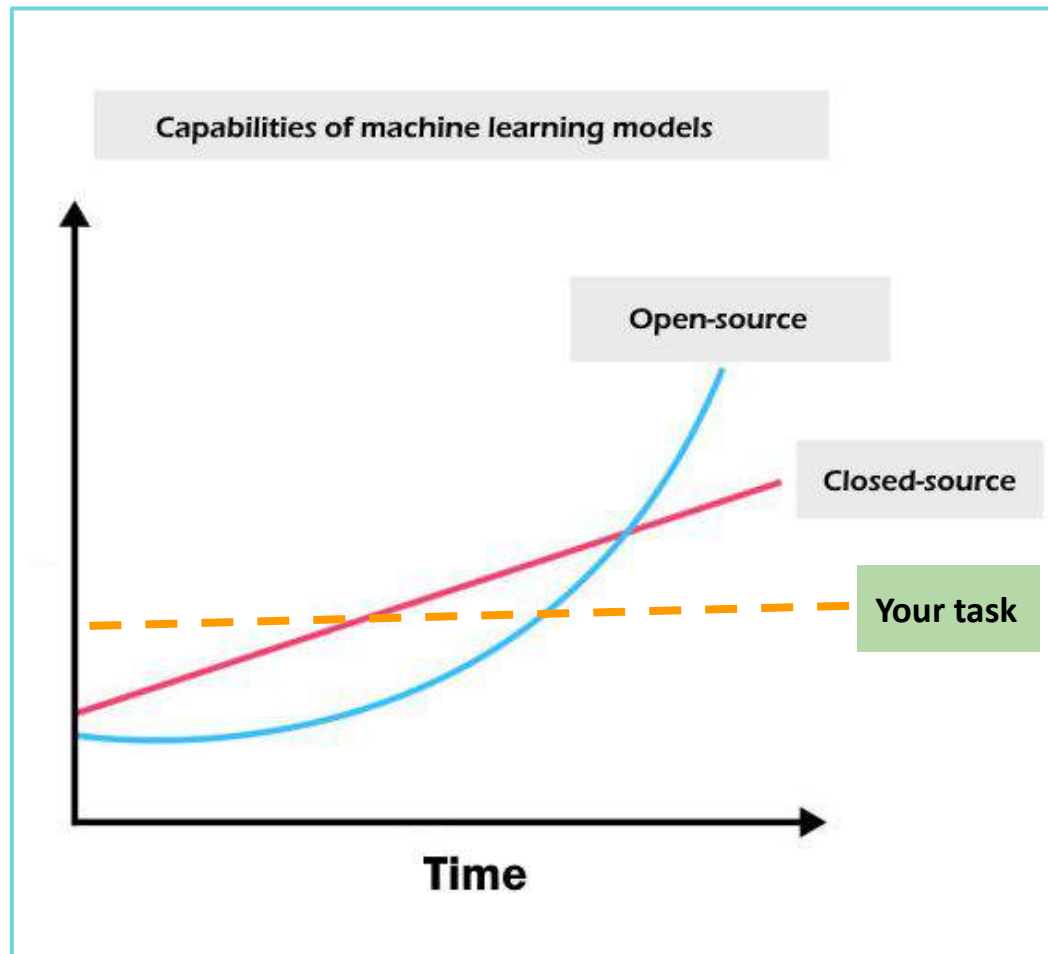 Capabilities of machine learning models
Open-source
Closed-source
Your task
Time